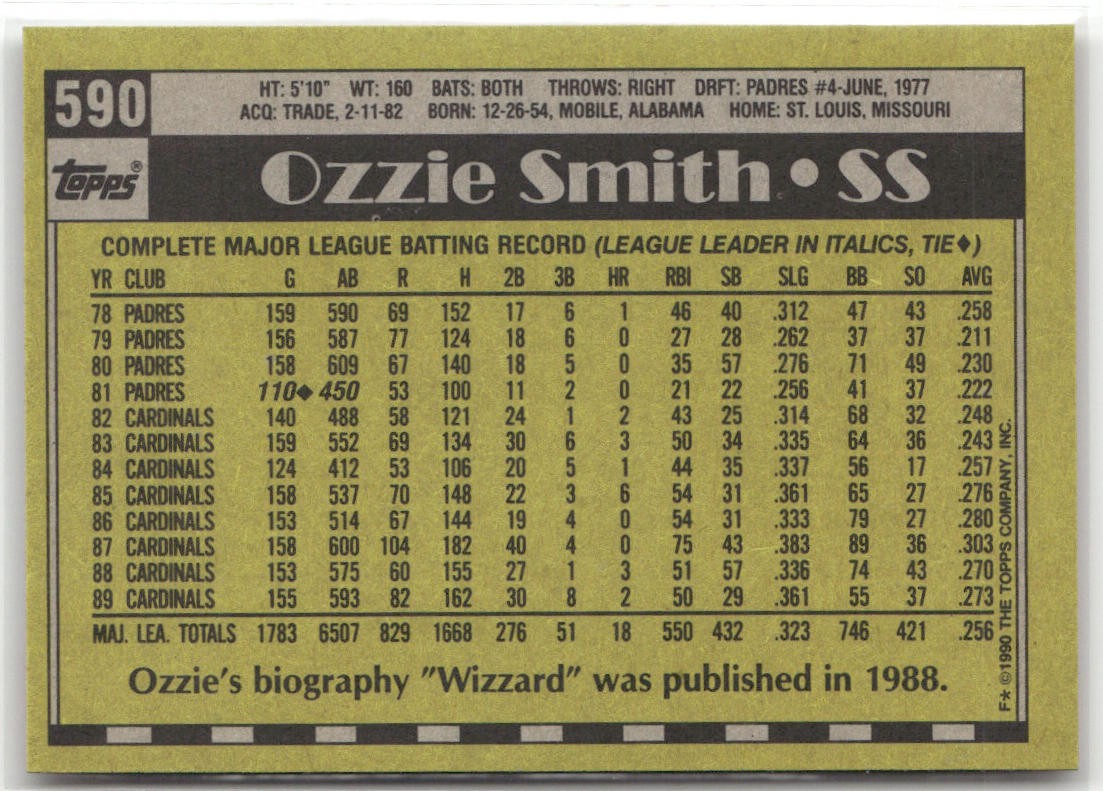 590
HT: 5'10" WT: 160 BATS: BOTH THROWS: RIGHT DRFT: PADRES #4-JUNE, 1977
ACQ: TRADE, 2-11-82 BORN: 12-26-54, MOBILE, ALABAMA HOME: ST. LOUIS, MISSOURI
topps®
Ozzie Smith • SS
COMPLETE MAJOR LEAGUE BATTING RECORD (LEAGUE LEADER IN ITALICS, TIE♦)
YR CLUB G AB R H 2B 3B HR RBI SB SLG BB SO AVG
78 PADRES 159 590 69 152 17 6 1 46 40 .312 47 43 .258
79 PADRES 156 587 77 124 18 6 0 27 28 .262 37 37 .211
80 PADRES 158 609 67 140 18 5 0 35 57 .276 71 49 .230
81 PADRES 110♦ 450 53 100 11 2 0 21 22 .256 41 37 .222
82 CARDINALS 140 488 58 121 24 1 2 43 25 .314 68 32 .248
83 CARDINALS 159 552 69 134 30 6 3 50 34 .335 64 36 .243
84 CARDINALS 124 412 53 106 20 5 1 44 35 .337 56 17 .257
85 CARDINALS 158 537 70 148 22 3 6 54 31 .361 65 27 .276
86 CARDINALS 153 514 67 144 19 4 0 54 31 .333 79 27 .280
87 CARDINALS 158 600 104 182 40 4 0 75 43 .383 89 36 .303
88 CARDINALS 153 575 60 155 27 1 3 51 57 .336 74 43 .270
89 CARDINALS 155 593 82 162 30 8 2 50 29 .361 55 37 .273
MAJ. LEA. TOTALS 1783 6507 829 1668 276 51 18 550 432 .323 746 421 .256
Ozzie's biography "Wizzard" was published in 1988.
F* ©1990 THE TOPPS COMPANY, INC.